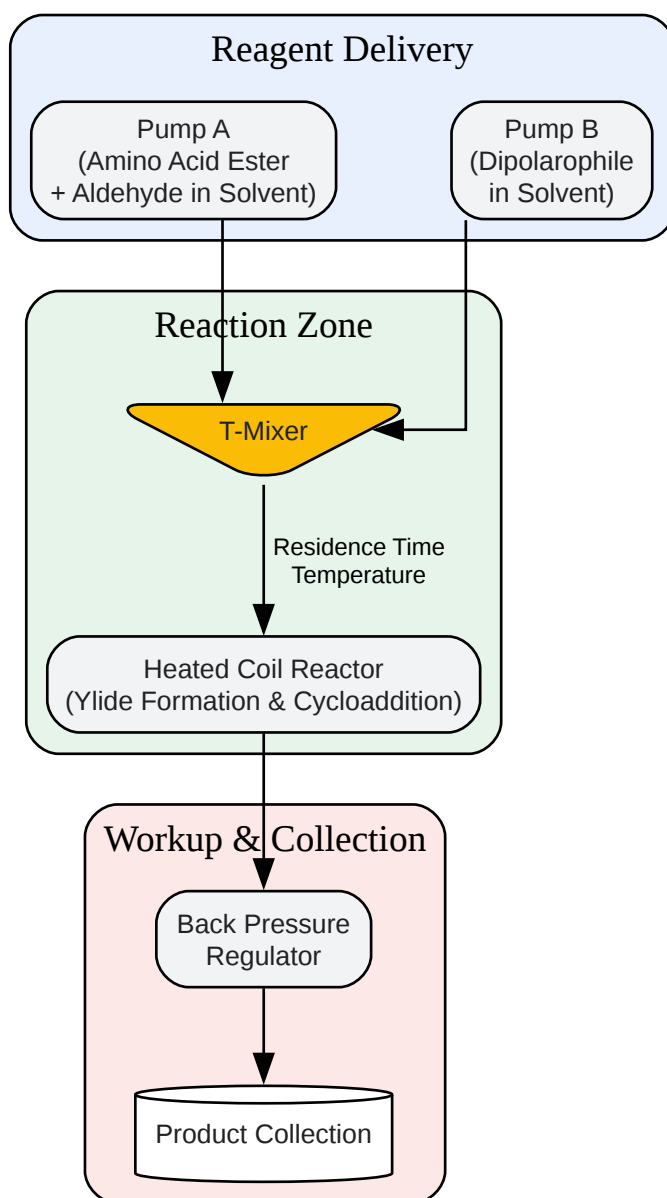 Reagent Delivery
Pump A
(Amino Acid Ester
+ Aldehyde in Solvent)
Pump B
(Dipolarophile
in Solvent)
Reaction Zone
T-Mixer
Residence Time
Temperature
Heated Coil Reactor
(Ylide Formation & Cycloaddition)
Workup & Collection
Back Pressure
Regulator
Product Collection